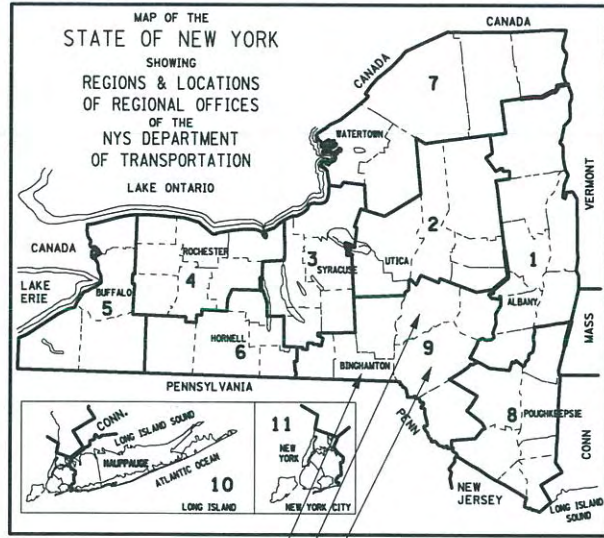 MAP OF THE
STATE OF NEW YORK
SHOWING
REGIONS & LOCATIONS
OF REGIONAL OFFICES
OF THE
NYS DEPARTMENT
OF TRANSPORTATION
LAKE ONTARIO
CANADA
CANADA
7
WATERTOWN
VERMONT
2
UTICA
1
ALBANY
MASS
CANADA
LAKE
ERIE
BUFFALO
5
ROCHESTER
4
3
SYRACUSE
HORNELL
6
BINGHAMTON
9
PENNSYLVANIA
PENN
8
POUGHKEEPSIE
CONN
NEW
JERSEY
LONG ISLAND
SOUND
CONN.
LONG ISLAND SOUND
HAUPPAUGE
ATLANTIC OCEAN
10
LONG ISLAND
11
NEW
YORK
NEW YORK CITY